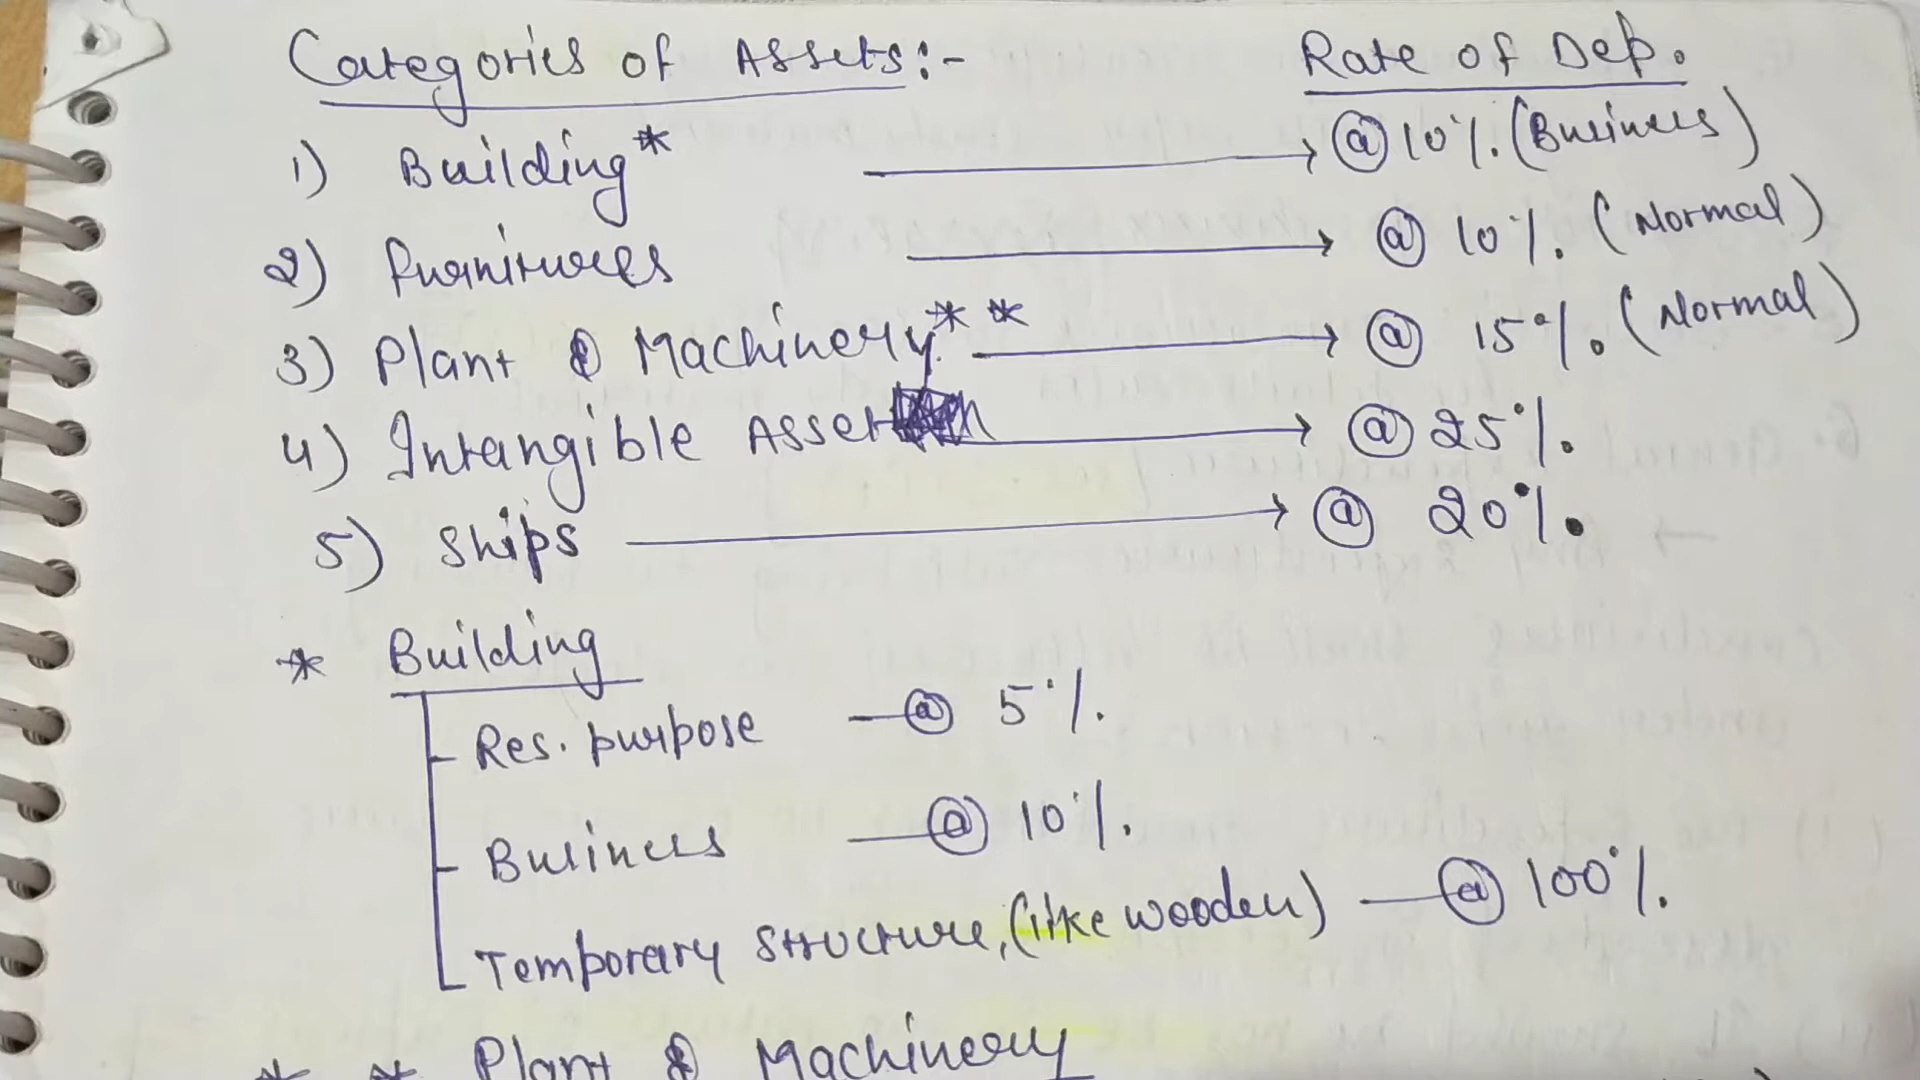 Categories of Assets:- Rate of Dep.
1) Building* → @ 10%. (Business)
2) Furnitures → @ 10%. (Normal)
3) Plant & Machinery** → @ 15%. (Normal)
4) Intangible Asset → @ 25%.
5) Ships → @ 20%.
* Building
Res. purpose — @ 5%.
Business — @ 10%.
Temporary structure, (like wooden) — @ 100%.
* * Plant & Machinery